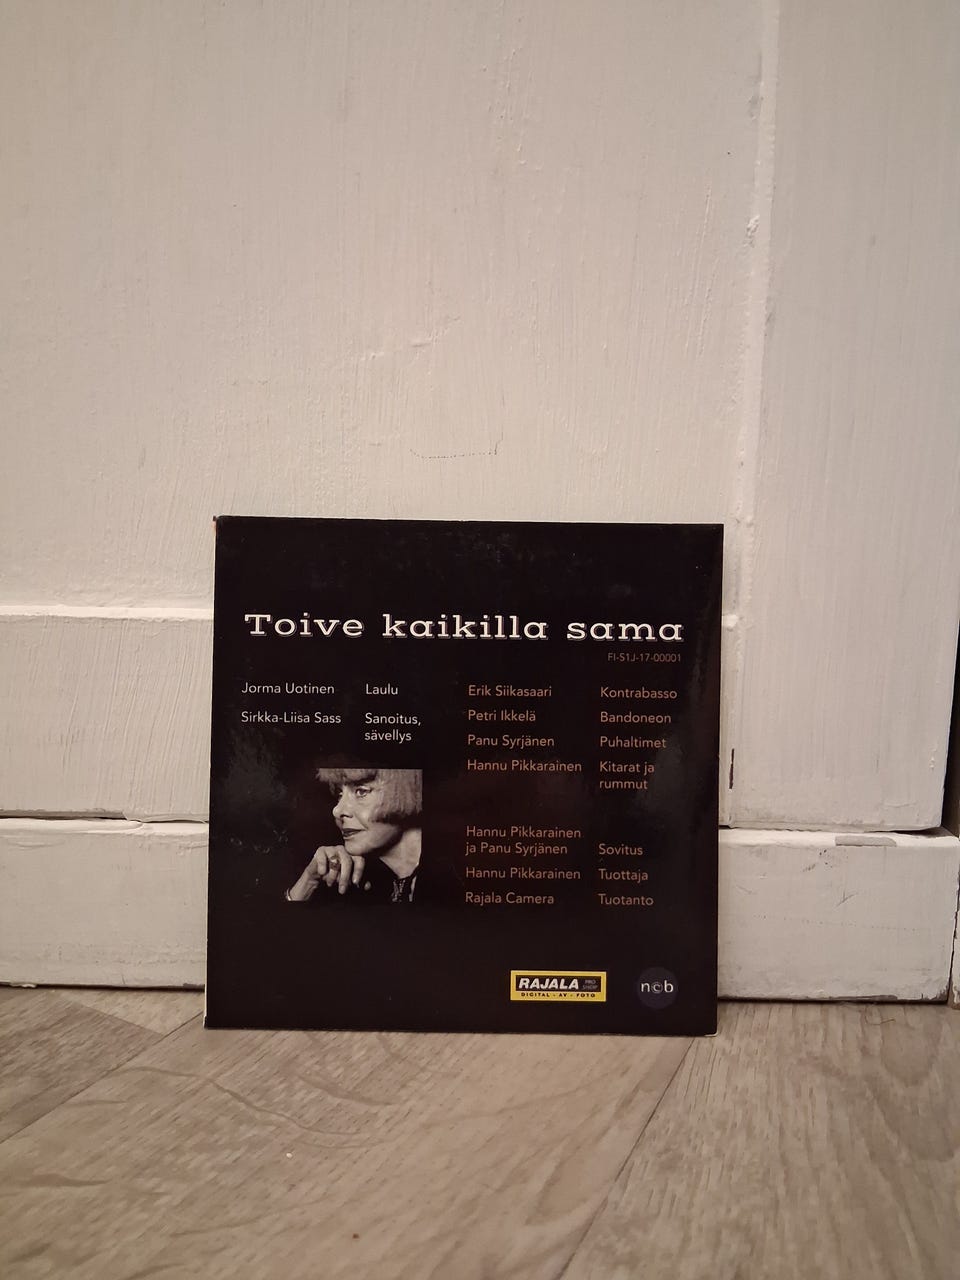 Toive kaikilla sama
FI-S1J-17-00001
Jorma Uotinen Laulu
Sirkka-Liisa Sass Sanoitus,
sävellys
Erik Siikasaari Kontrabasso
Petri Ikkelä Bandoneon
Panu Syrjänen Puhaltimet
Hannu Pikkarainen Kitarat ja
rummut
Hannu Pikkarainen
ja Panu Syrjänen Sovitus
Hannu Pikkarainen Tuottaja
Rajala Camera Tuotanto
RAJALA PRO SHOP
DIGITAL · AV · FOTO
ncb